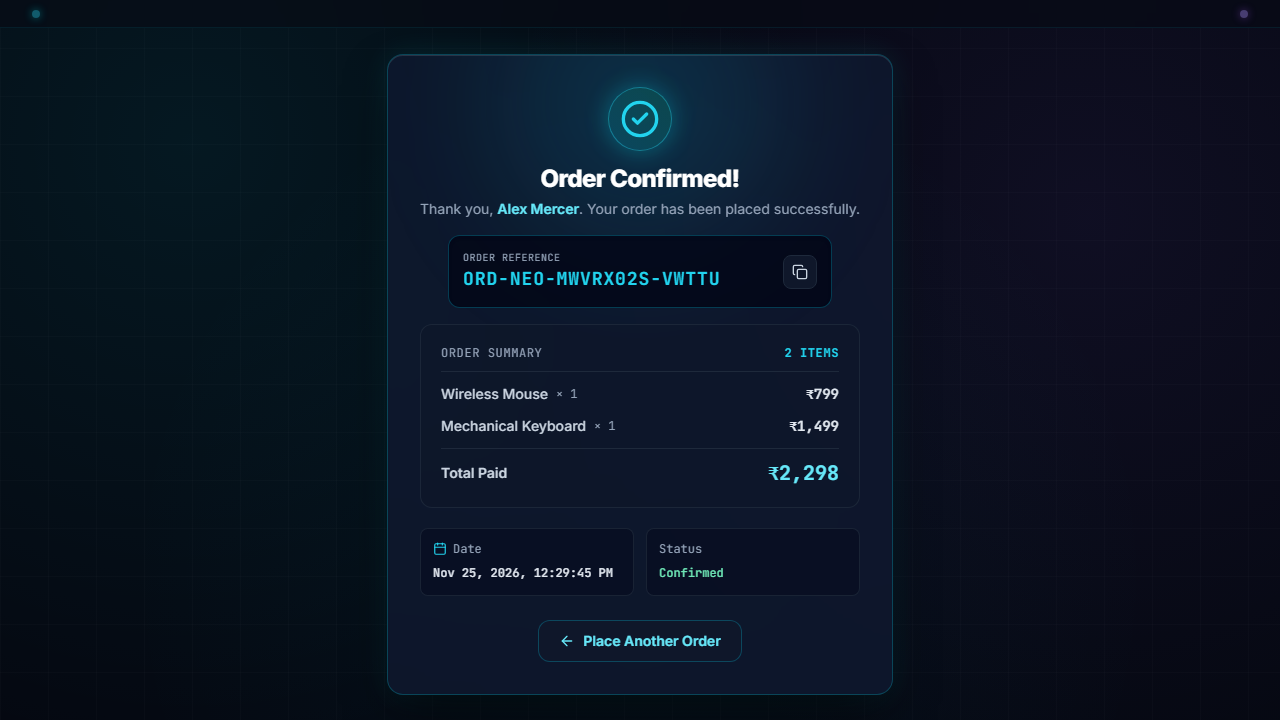 Order Confirmed!
Thank you, Alex Mercer. Your order has been placed successfully.
ORDER REFERENCE
ORD-NEO-MWVRX02S-VWTTU
ORDER SUMMARY 2 ITEMS
Wireless Mouse × 1 ₹799
Mechanical Keyboard × 1 ₹1,499
Total Paid ₹2,298
Date
Nov 25, 2026, 12:29:45 PM
Status
Confirmed
Place Another Order